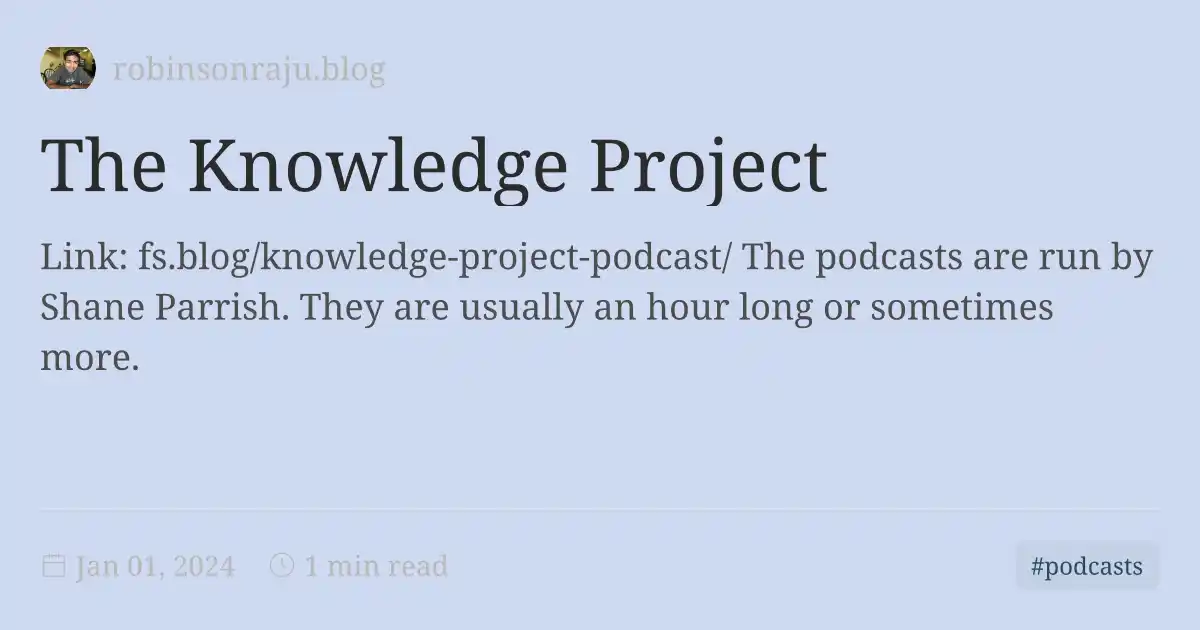 robinsonraju.blog
The Knowledge Project
Link: fs.blog/knowledge-project-podcast/ The podcasts are run by
Shane Parrish. They are usually an hour long or sometimes
more.
Jan 01, 2024 1 min read #podcasts